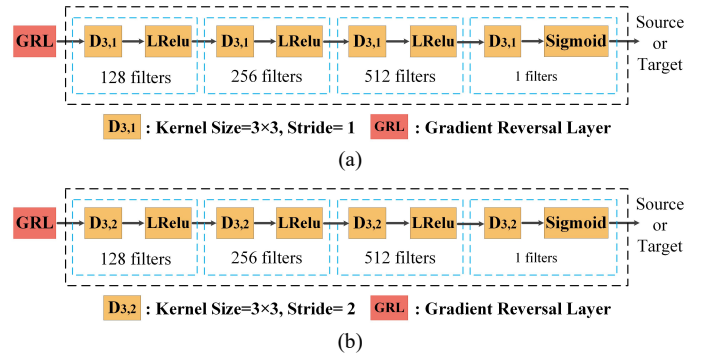 GRL D3,1 LRelu D3,1 LRelu D3,1 LRelu D3,1 Sigmoid Source or Target
128 filters 256 filters 512 filters 1 filters
D3,1 : Kernel Size=3×3, Stride= 1 GRL : Gradient Reversal Layer
(a)
GRL D3,2 LRelu D3,2 LRelu D3,2 LRelu D3,2 Sigmoid Source or Target
128 filters 256 filters 512 filters 1 filters
D3,2 : Kernel Size=3×3, Stride= 2 GRL : Gradient Reversal Layer
(b)